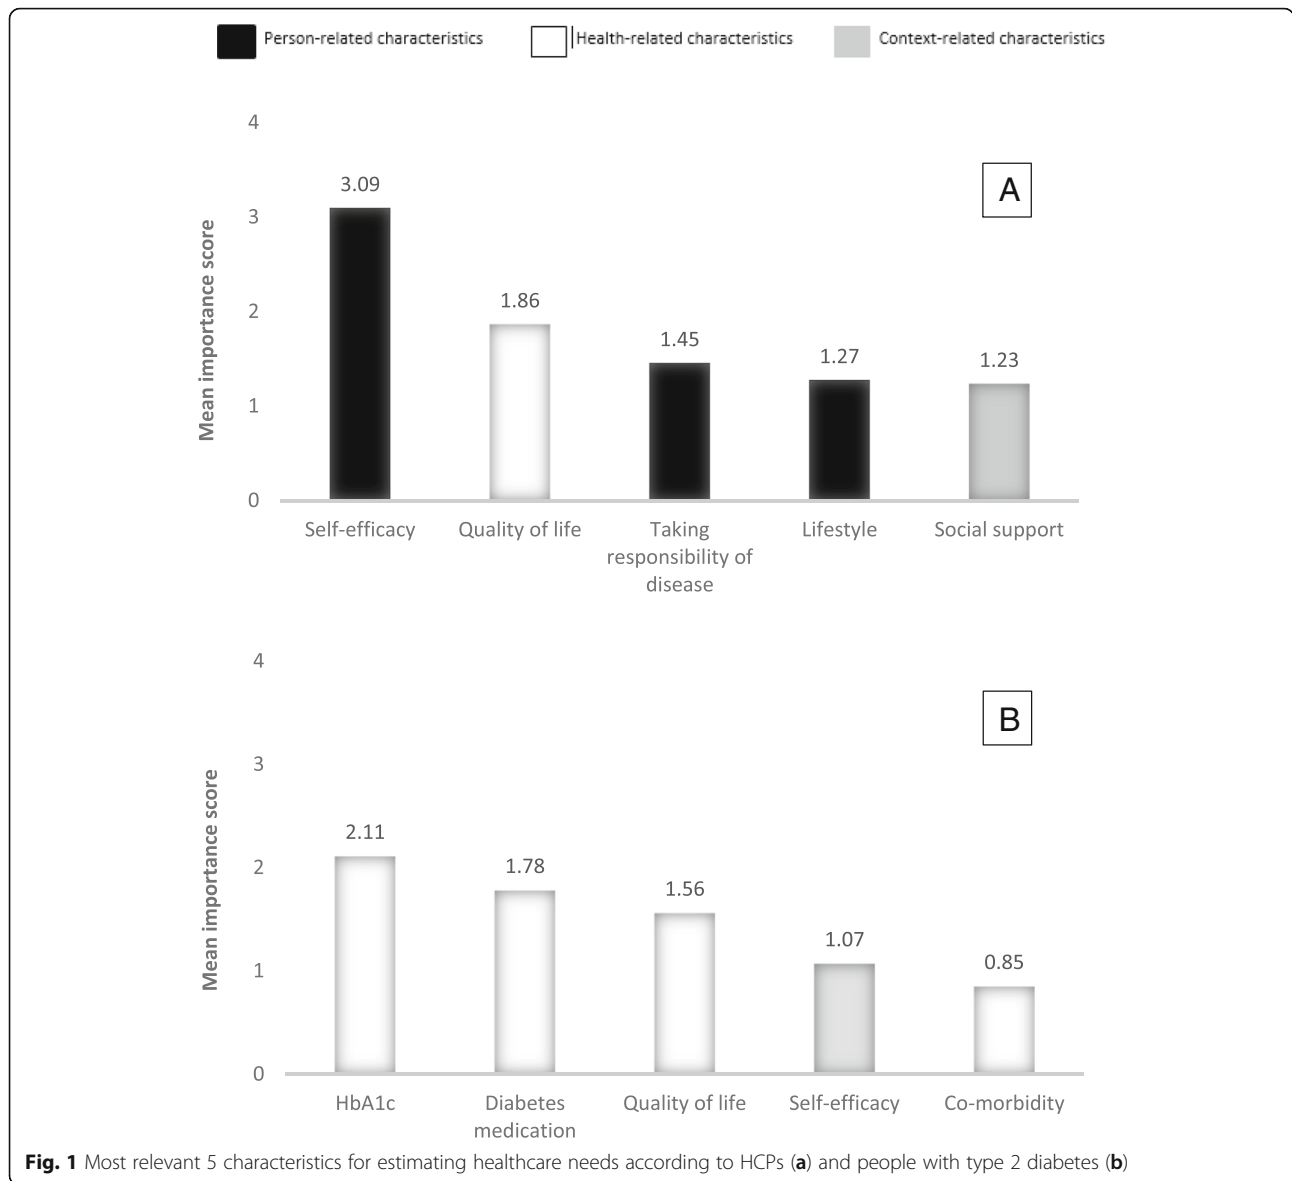 Person-related characteristics
Health-related characteristics
Context-related characteristics
A
Mean importance score
4
3
2
1
0
3.09
1.86
1.45
1.27
1.23
Self-efficacy
Quality of life
Taking
responsibility of
disease
Lifestyle
Social support
B
Mean importance score
4
3
2
1
0
2.11
1.78
1.56
1.07
0.85
HbA1c
Diabetes
medication
Quality of life
Self-efficacy
Co-morbidity
Fig. 1 Most relevant 5 characteristics for estimating healthcare needs according to HCPs (a) and people with type 2 diabetes (b)